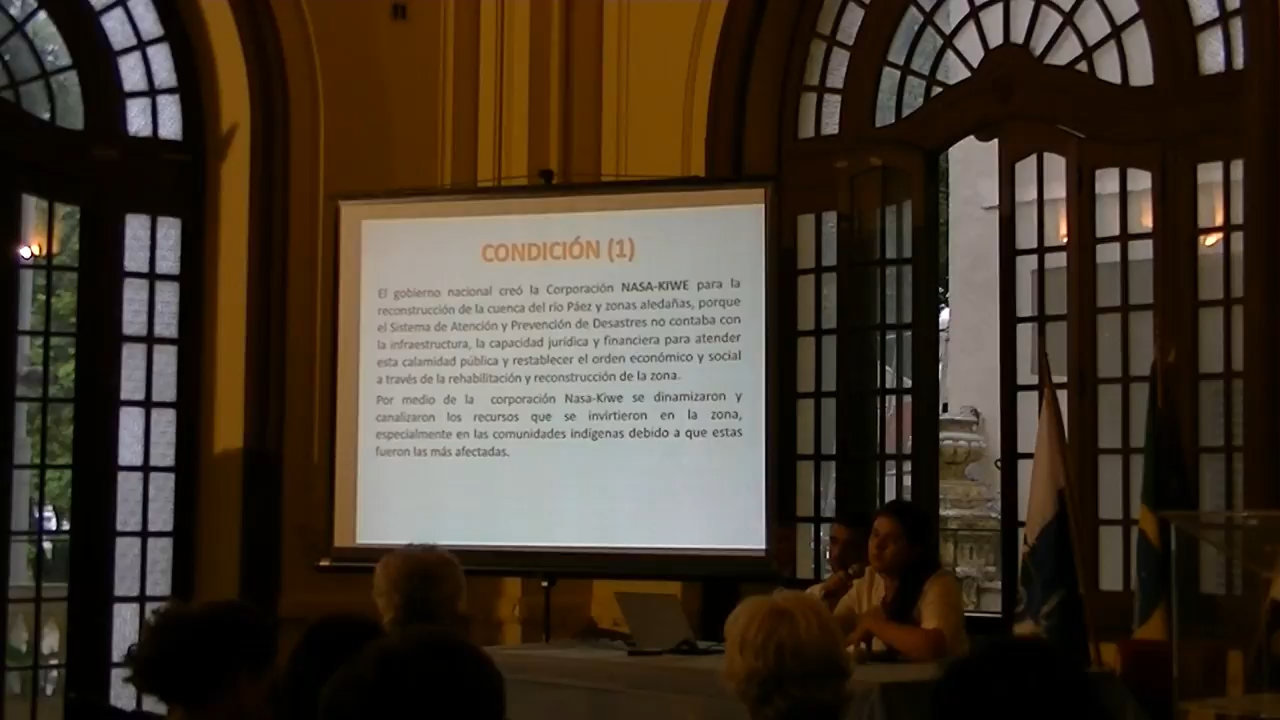 CONDICIÓN (1)
El gobierno nacional creó la Corporación NASA-KIWE para la
reconstrucción de la cuenca del río Páez y zonas aledañas, porque
el Sistema de Atención y Prevención de Desastres no contaba con
la infraestructura, la capacidad jurídica y financiera para atender
esta calamidad pública y restablecer el orden económico y social
a través de la rehabilitación y reconstrucción de la zona.
Por medio de la corporación Nasa-Kiwe se dinamizaron y
canalizaron los recursos que se invirtieron en la zona,
especialmente en las comunidades indígenas debido a que estas
fueron las más afectadas.